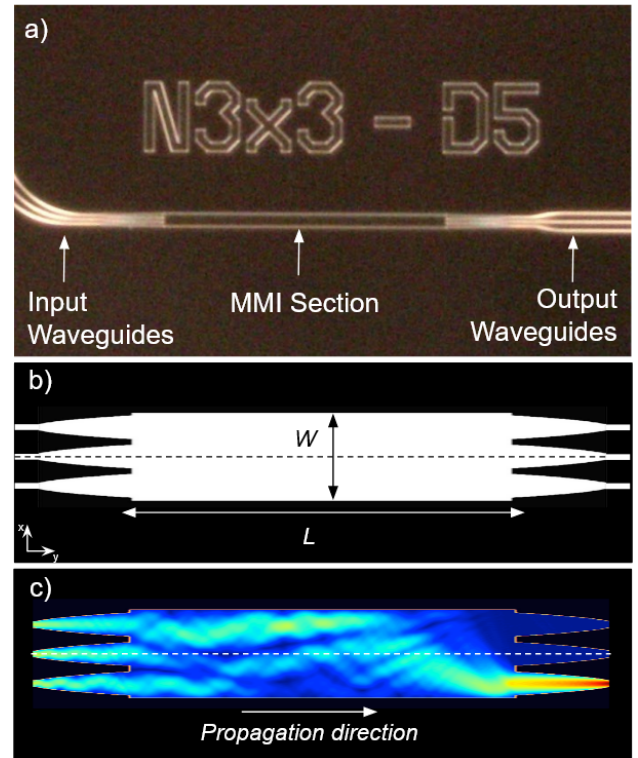 a)
N3x3 - D5
Input
Waveguides
MMI Section
Output
Waveguides
b)
W
L
x
y
c)
Propagation direction